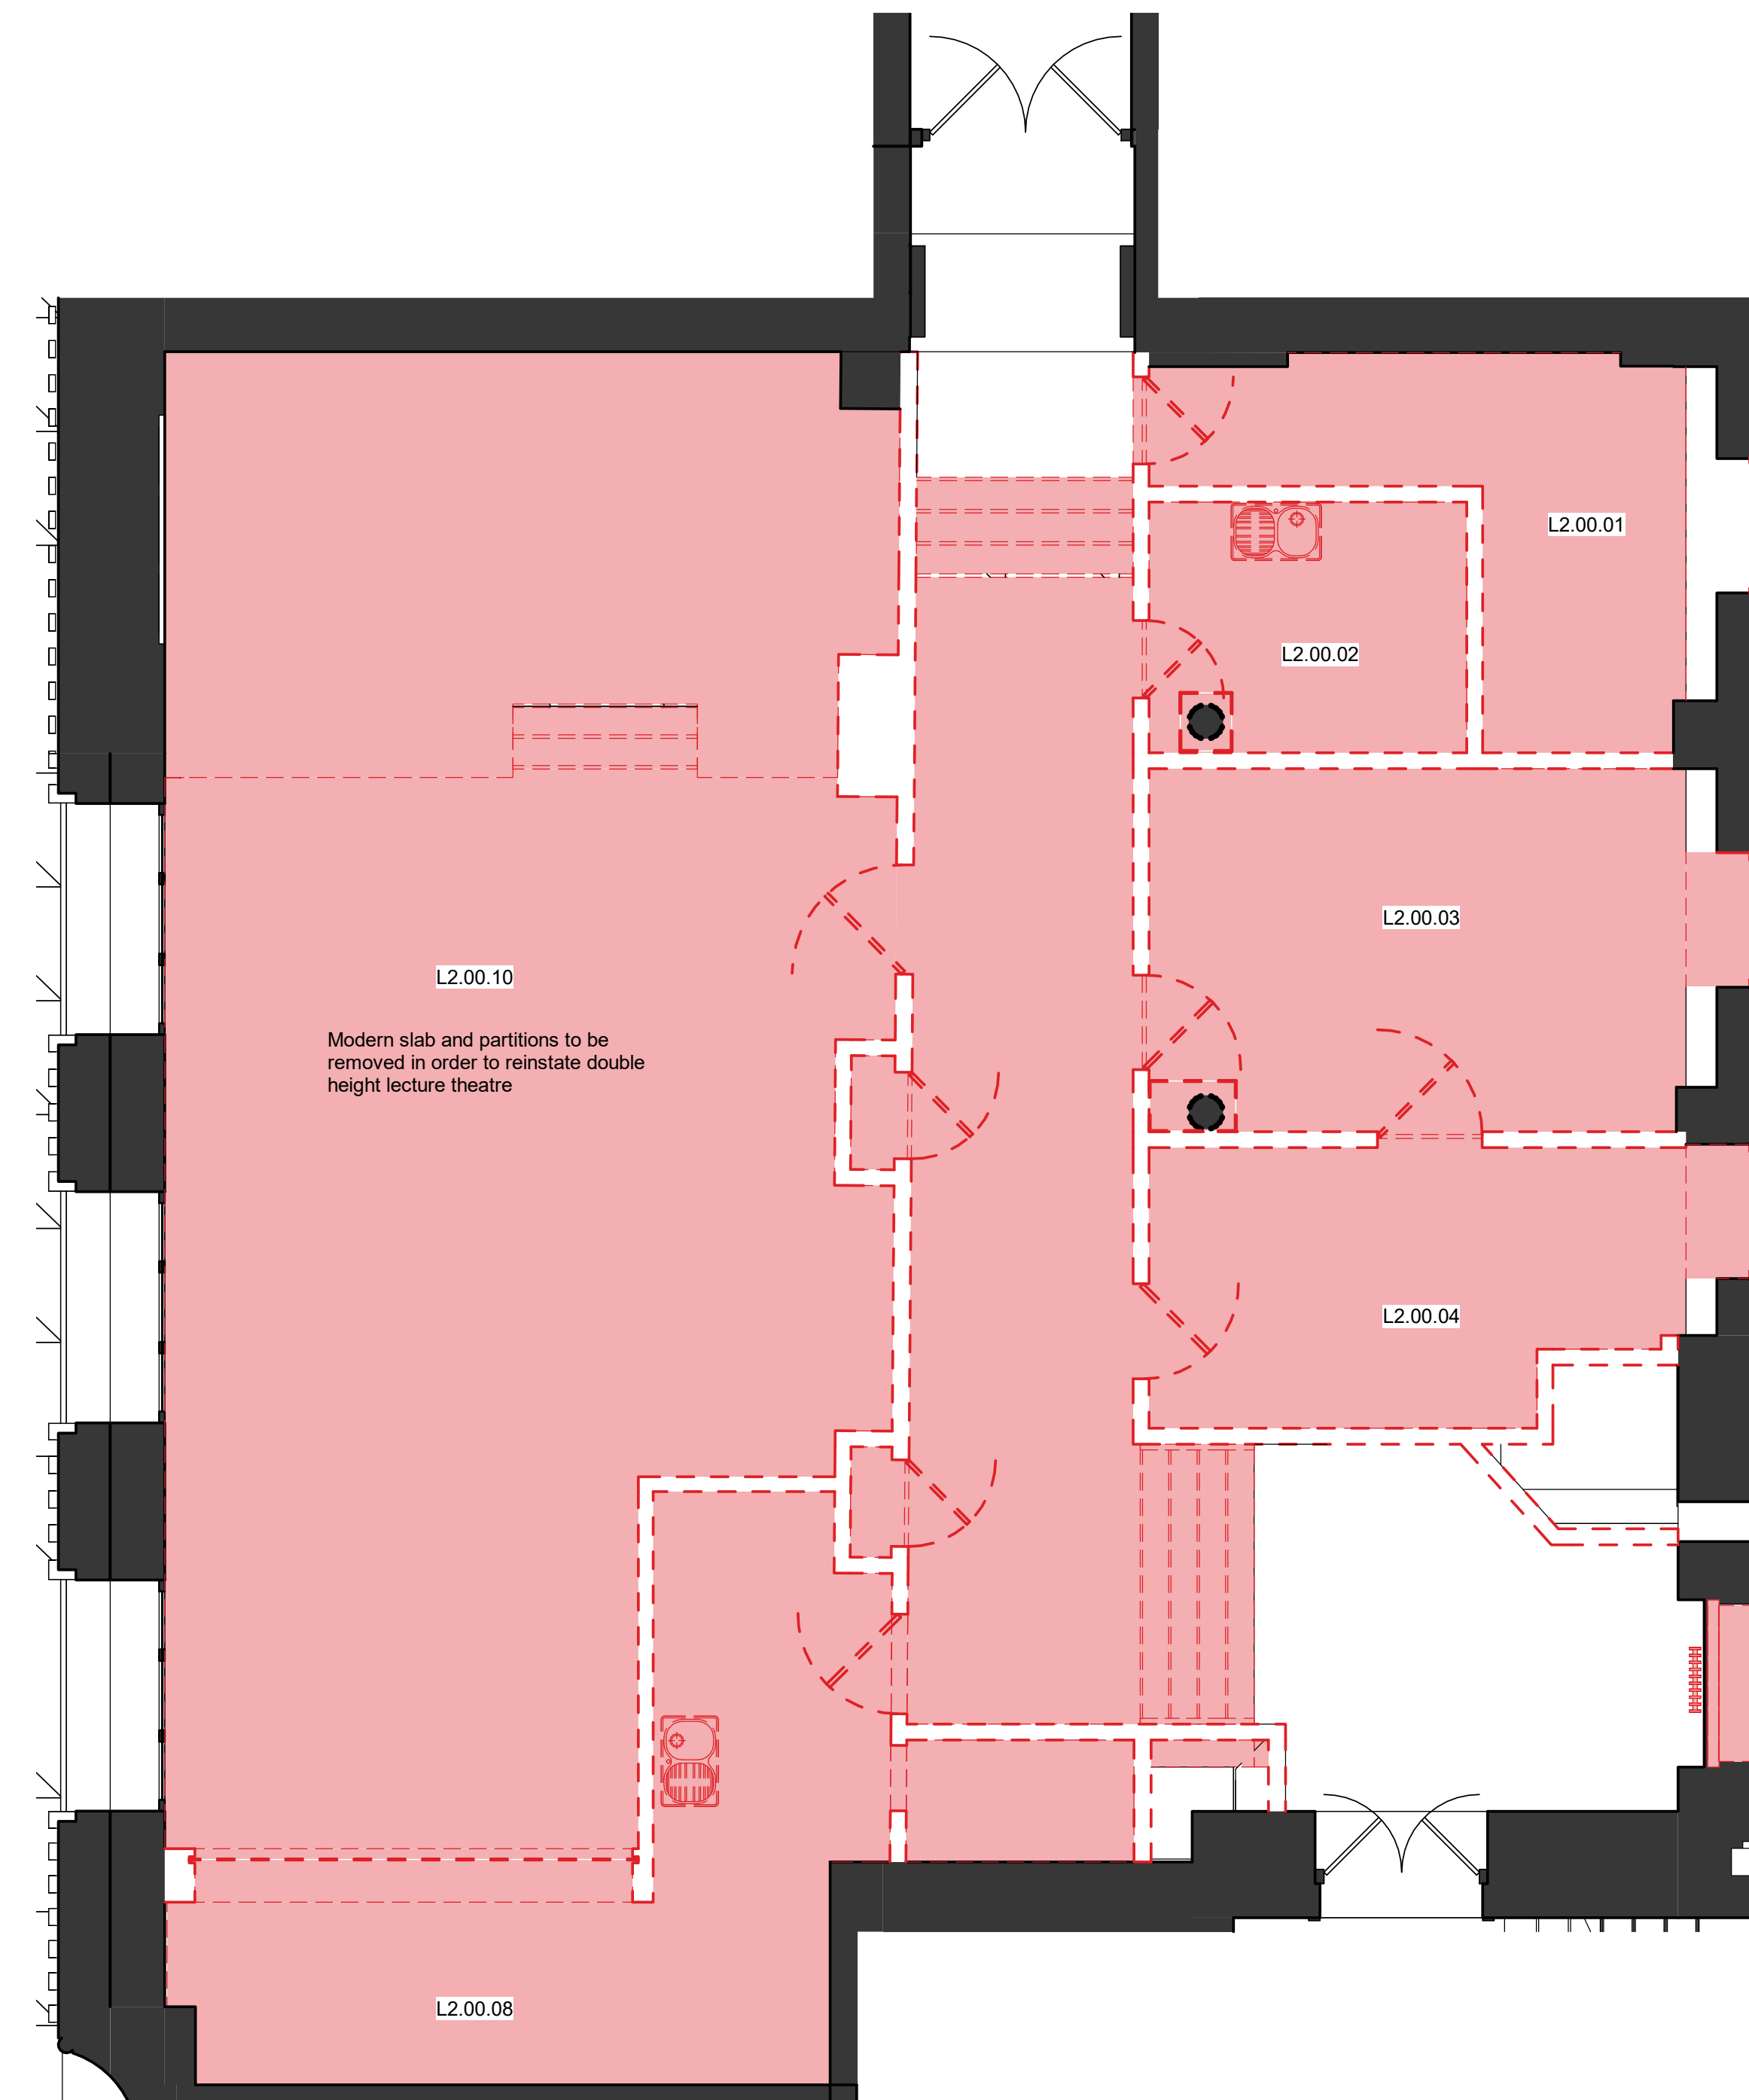 L2.00.01
L2.00.02
L2.00.03
L2.00.10
Modern slab and partitions to be
removed in order to reinstate double
height lecture theatre
L2.00.04
L2.00.08